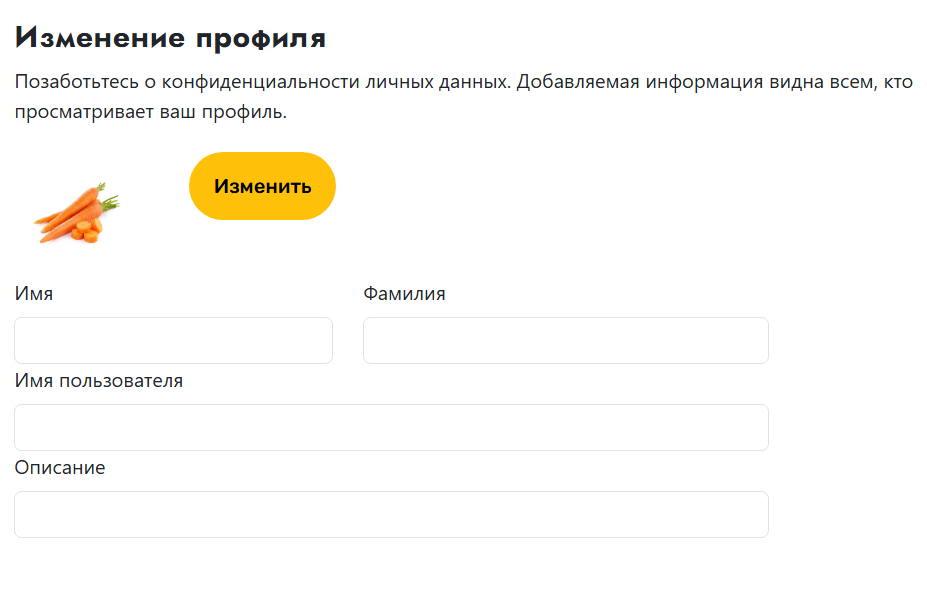 Изменение профиля
Позаботьтесь о конфиденциальности личных данных. Добавляемая информация видна всем, кто
просматривает ваш профиль.
Изменить
Имя
Фамилия
Имя пользователя
Описание